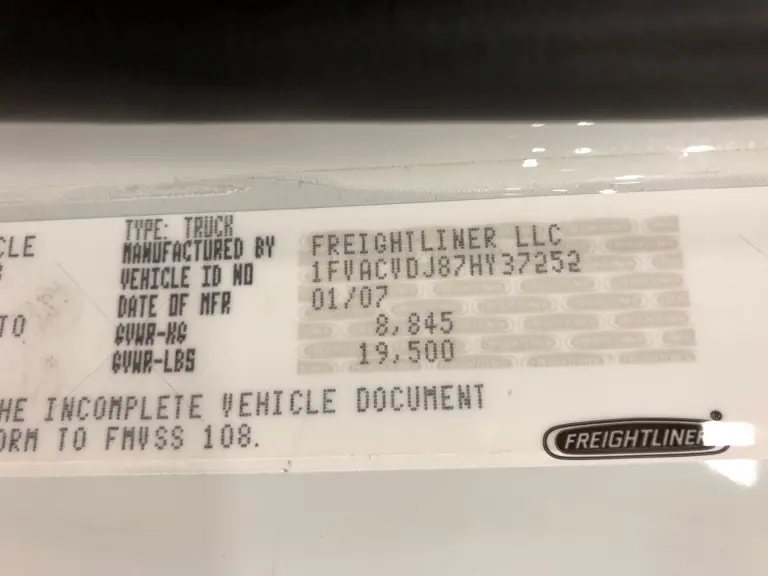 TYPE: TRUCK
CLE MANUFACTURED BY FREIGHTLINER LLC
VEHICLE ID NO 1FVACVDJ87HY37252
DATE OF MFR 01/07
TO GVWR-KG 8,845
GVWR-LBS 19,500
HE INCOMPLETE VEHICLE DOCUMENT
ORM TO FMVSS 108.
FREIGHTLINER